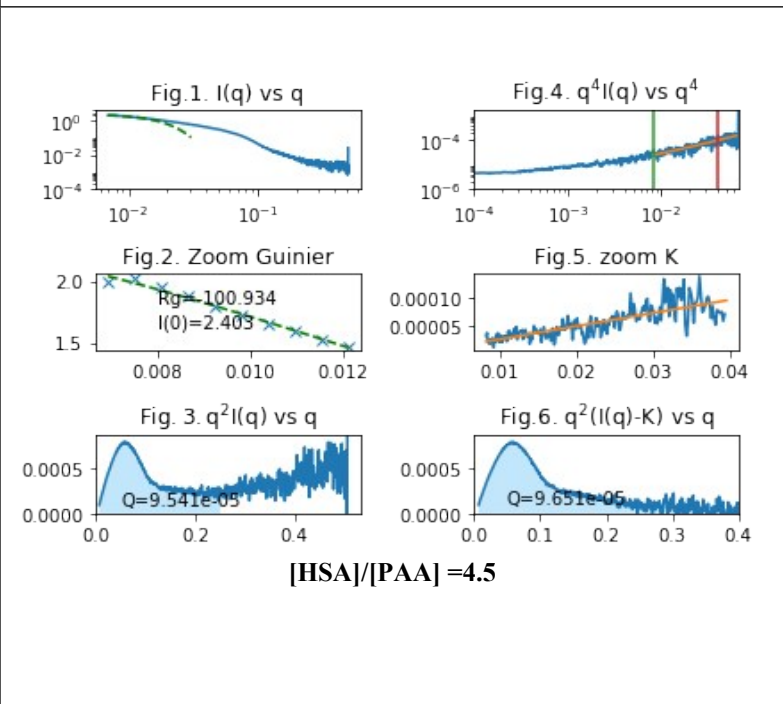 Fig.1. I(q) vs q
10⁰
10⁻²
10⁻⁴
10⁻² 10⁻¹
Fig.4. q⁴I(q) vs q⁴
10⁻⁴
10⁻⁶
10⁻⁴ 10⁻³ 10⁻²
Fig.2. Zoom Guinier
2.0
1.5
Rg= 100.934
I(0)=2.403
0.008 0.010 0.012
Fig.5. zoom K
0.00010
0.00005
0.01 0.02 0.03 0.04
Fig. 3. q²I(q) vs q
0.0005
0.0000
Q=9.541e-05
0.0 0.2 0.4
Fig.6. q²(I(q)-K) vs q
0.0005
0.0000
Q=9.651e-05
0.0 0.1 0.2 0.3 0.4
[HSA]/[PAA] =4.5